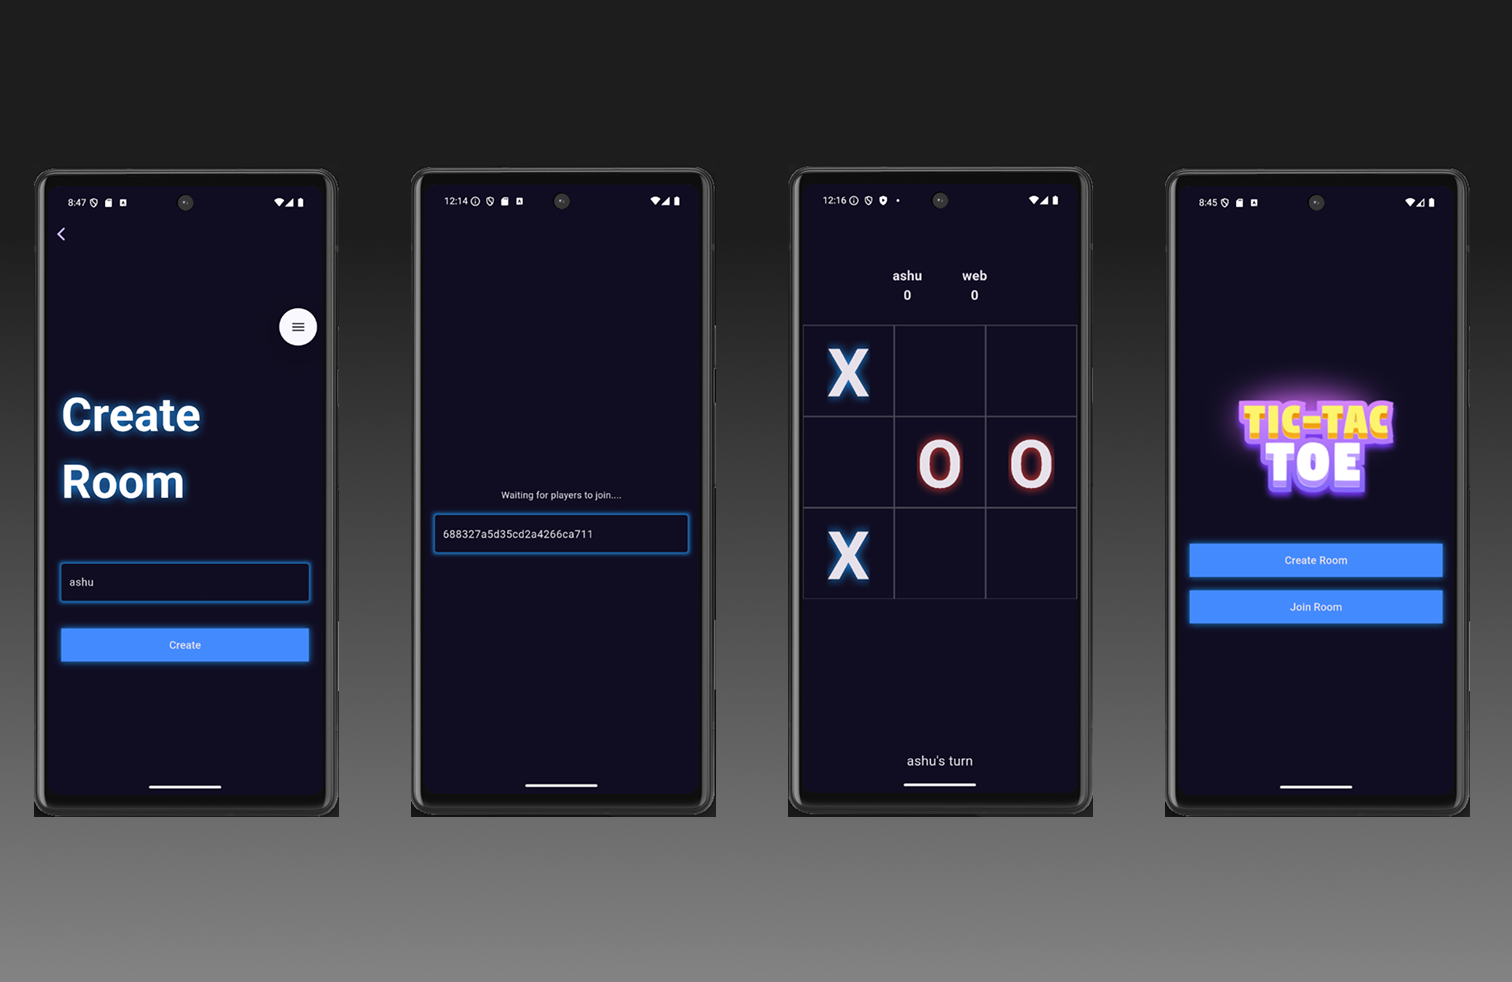 8:47
Create
Room
ashu
Create
12:14
Waiting for players to join....
688327a5d35cd2a4266ca711
12:16
ashu web
0 0
X
O O
X
ashu's turn
8:45
TIC-TAC
TOE
Create Room
Join Room